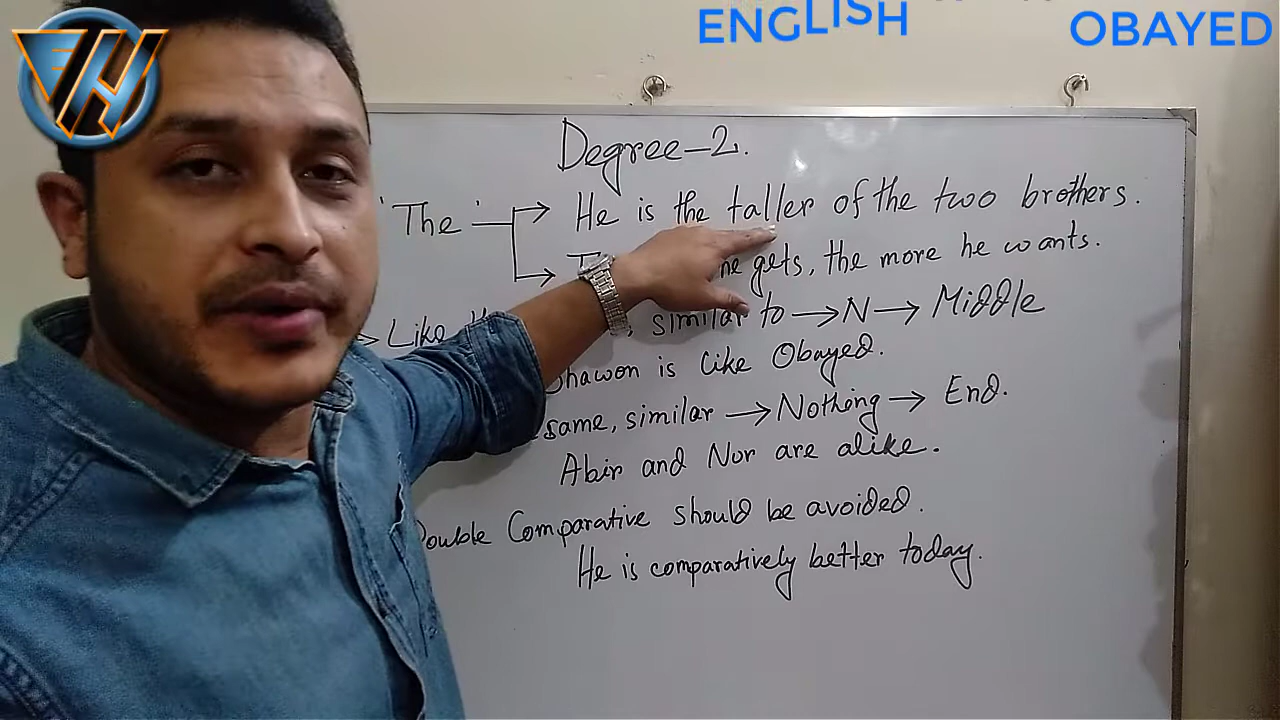 ENGLISH OBAYED
EH
Degree-2.
'The' → He is the taller of the two brothers.
→ gets, the more he wants.
> Like similar to → N → Middle
Shawon is like Obayed.
same, similar → Nothing → End.
Abir and Nur are alike.
Double Comparative should be avoided.
He is comparatively better today.